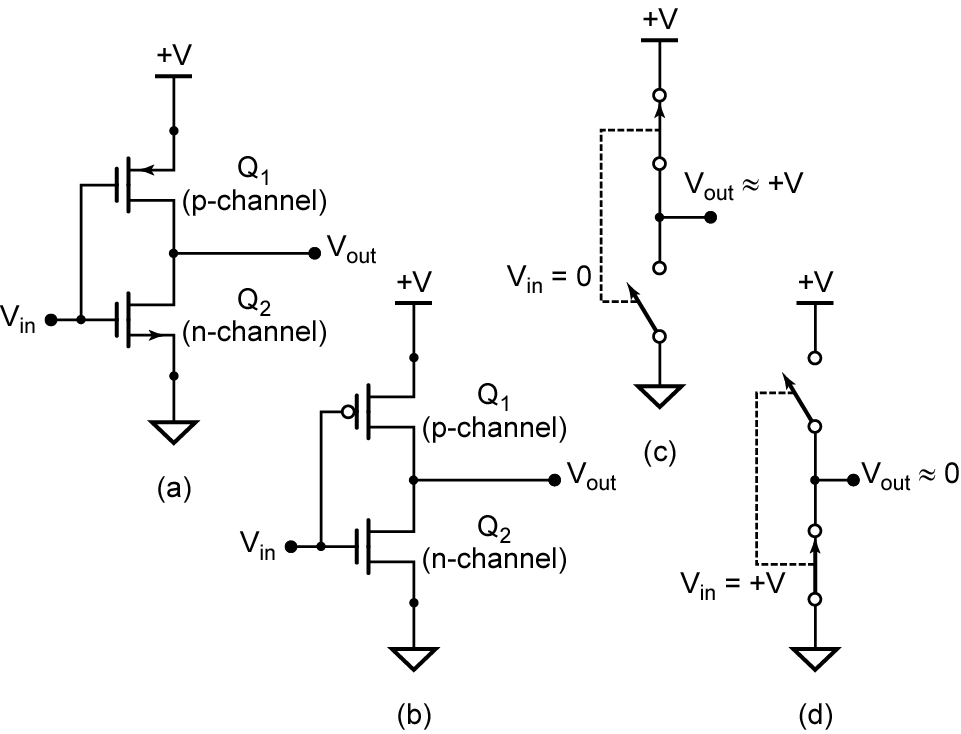 +V
Q1
(p-channel)
Vout
Vin
Q2
(n-channel)
(a)
+V
Q1
(p-channel)
Vout
Vin
Q2
(n-channel)
(b)
+V
Vout ≈ +V
Vin = 0
(c)
+V
Vout ≈ 0
Vin = +V
(d)